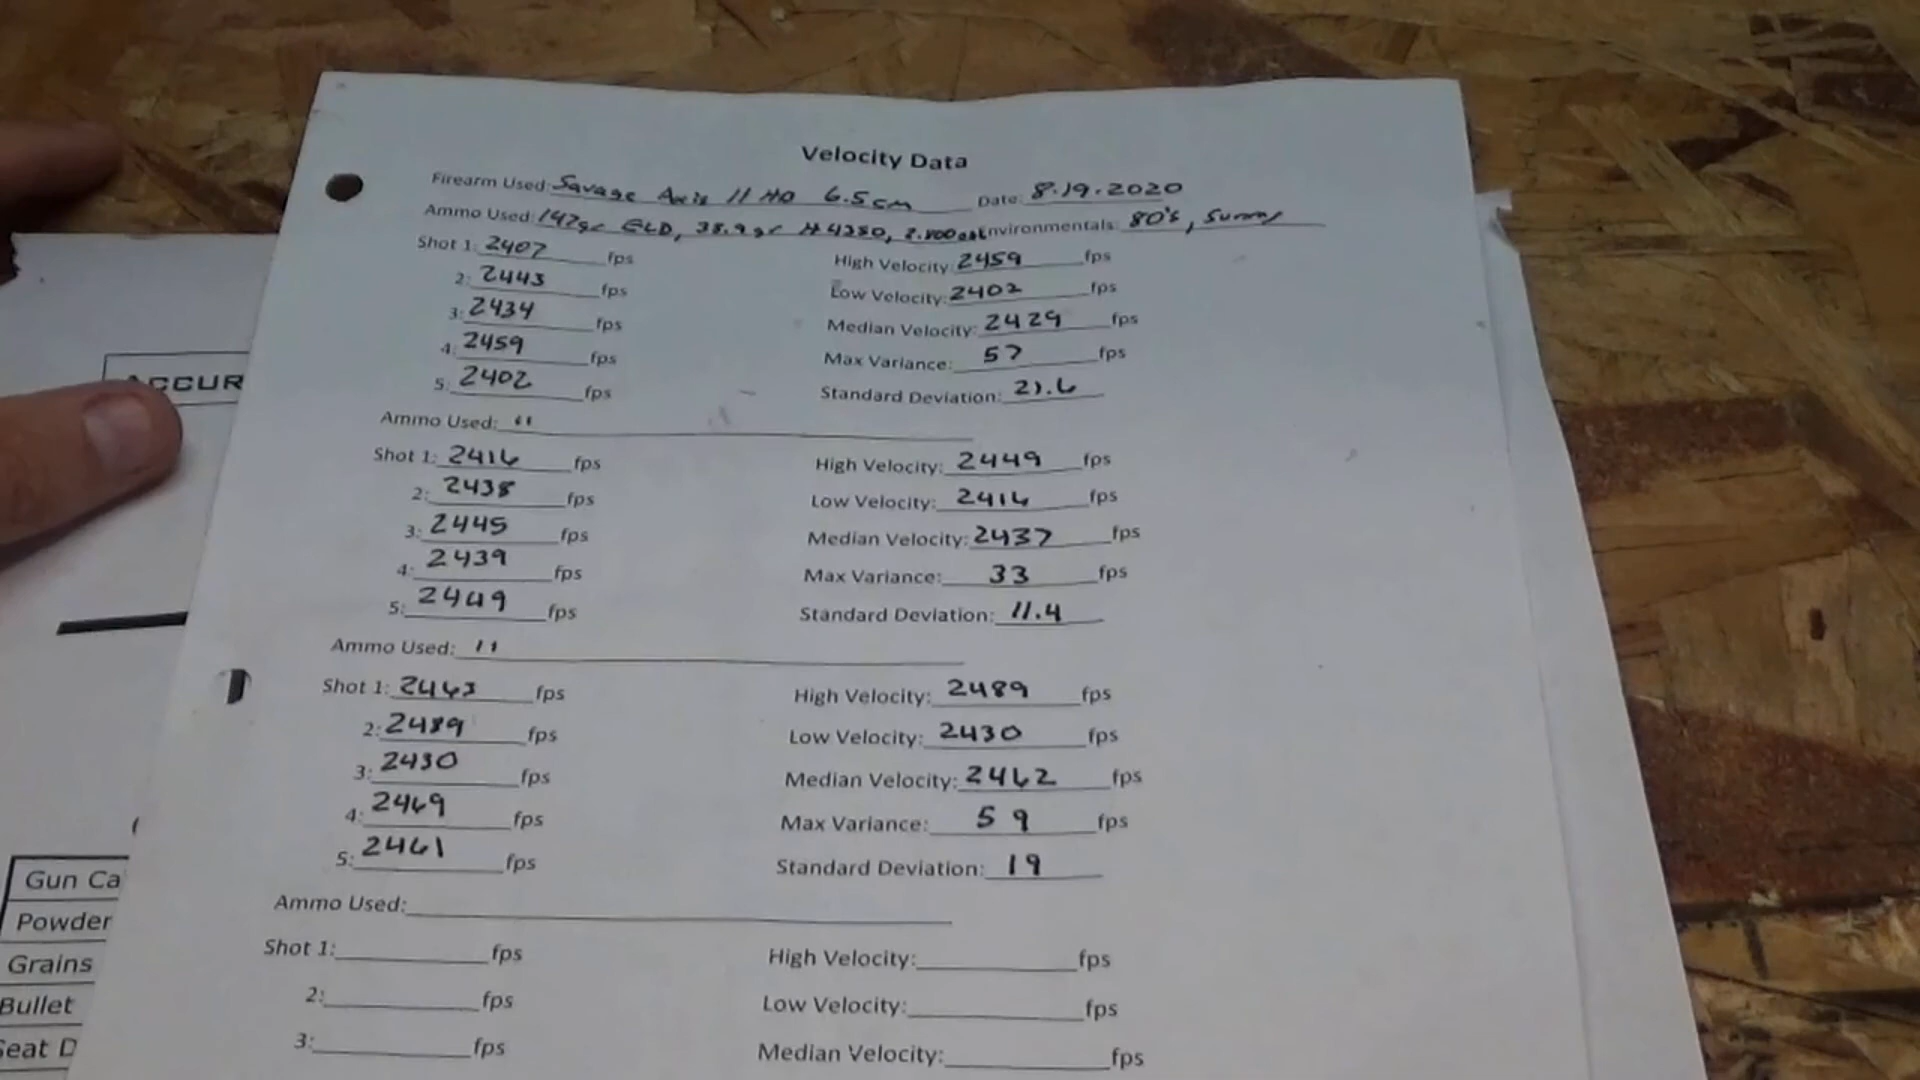 Velocity Data
Firearm Used: Savage Axis II HD 6.5cm Date: 8.19.2020
Ammo Used: 147gr ELD, 38.9gr H4350, 2.800 nvironmentals: 80's, Sunny
Shot 1: 2407 fps High Velocity: 2459 fps
2: 2443 fps Low Velocity: 2402 fps
3: 2434 fps Median Velocity: 2429 fps
4: 2459 fps Max Variance: 57 fps
5: 2402 fps Standard Deviation: 21.6
Ammo Used: "
Shot 1: 2416 fps High Velocity: 2449 fps
2: 2438 fps Low Velocity: 2416 fps
3: 2445 fps Median Velocity: 2437 fps
4: 2439 fps Max Variance: 33 fps
5: 2449 fps Standard Deviation: 11.4
Ammo Used: "
Shot 1: 2463 fps High Velocity: 2489 fps
2: 2489 fps Low Velocity: 2430 fps
3: 2430 fps Median Velocity: 2462 fps
4: 2469 fps Max Variance: 59 fps
5: 2461 fps Standard Deviation: 19
Ammo Used:
Shot 1: fps High Velocity: fps
2: fps Low Velocity: fps
3: fps Median Velocity: fps
ACCUR
Gun Ca
Powder
Grains
Bullet
Seat D